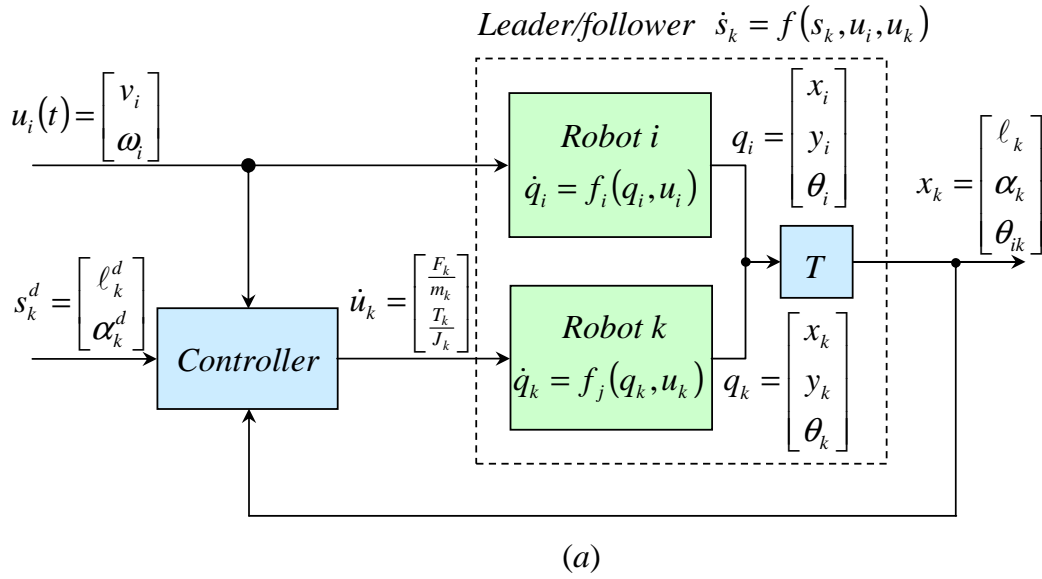 Leader/follower ṡ_k = f(s_k, u_i, u_k)
u_i(t) = [v_i ω_i]
Robot i
q̇_i = f_i(q_i, u_i)
q_i = [x_i y_i θ_i]
x_k = [ℓ_k α_k θ_ik]
T
s_k^d = [ℓ_k^d α_k^d]
Controller
u̇_k = [F_k/m_k T_k/J_k]
Robot k
q̇_k = f_j(q_k, u_k)
q_k = [x_k y_k θ_k]
(a)